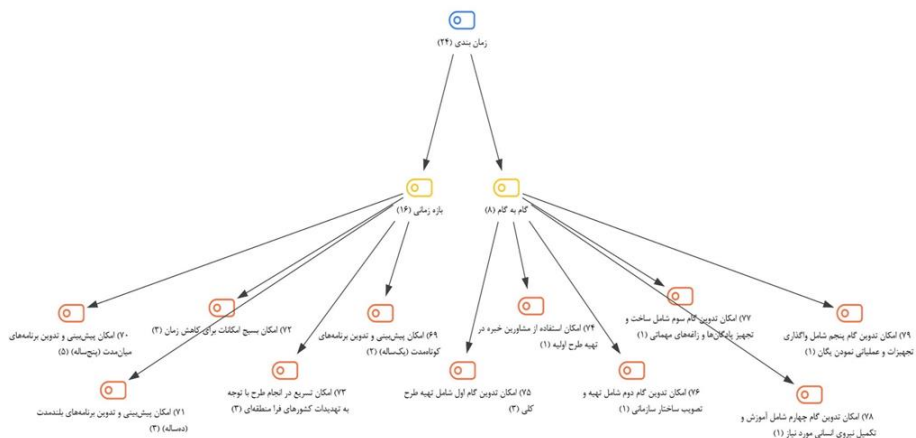 زمان بندی (۲۴)
گام به گام (۸)
بازه زمانی (۱۶)
۷۹) امکان تدوین گام پنجم شامل واگذاری
تجهیزات و عملیاتی نمودن یگان (۱)
۷۷) امکان تدوین گام سوم شامل ساخت و
تجهیز پادگان‌ها و زاغه‌های مهماتی (۱)
۷۴) امکان استفاده از مشاورین خبره در
تهیه طرح اولیه (۱)
۶۹) امکان پیش‌بینی و تدوین برنامه‌های
کوتاه‌مدت (یک‌ساله) (۲)
۷۲) امکان بسیج امکانات برای کاهش زمان (۳)
۷۰) امکان پیش‌بینی و تدوین برنامه‌های
میان‌مدت (پنج‌ساله) (۵)
۷۸) امکان تدوین گام چهارم شامل آموزش و
تکمیل نیروی انسانی مورد نیاز (۱)
۷۶) امکان تدوین گام دوم شامل تهیه و
تصویب ساختار سازمانی (۱)
۷۵) امکان تدوین گام اول شامل تهیه طرح
کلی (۳)
۷۳) امکان تسریع در انجام طرح با توجه
به تهدیدات کشورهای فرا منطقه‌ای (۳)
۷۱) امکان پیش‌بینی و تدوین برنامه‌های بلندمدت
(ده‌ساله) (۳)